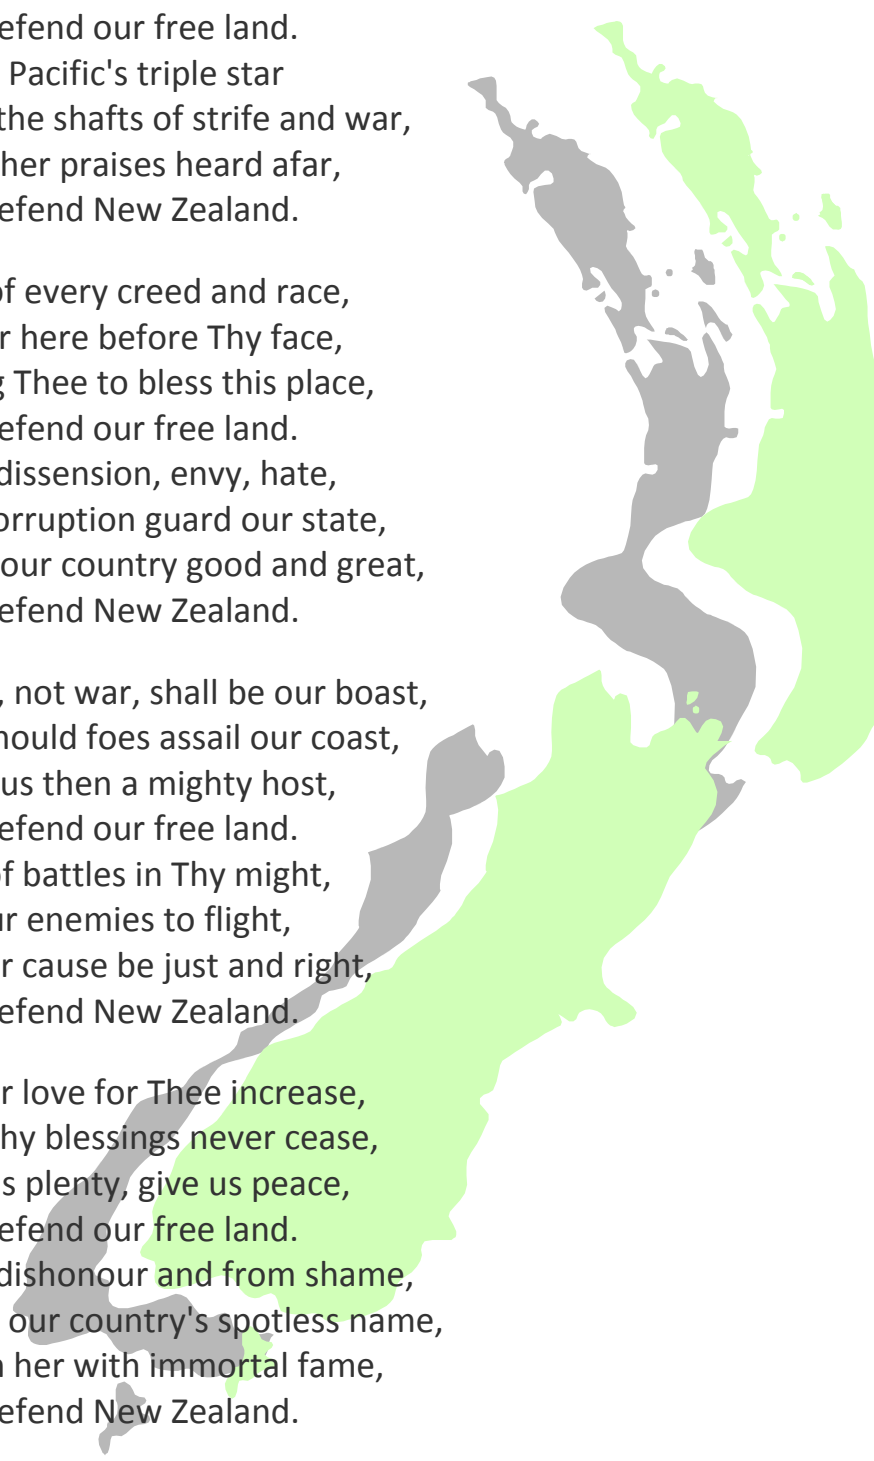 efend our free land.
Pacific's triple star
the shafts of strife and war,
her praises heard afar,
efend New Zealand.
of every creed and race,
r here before Thy face,
g Thee to bless this place,
efend our free land.
dissension, envy, hate,
orruption guard our state,
our country good and great,
efend New Zealand.
, not war, shall be our boast,
hould foes assail our coast,
us then a mighty host,
efend our free land.
of battles in Thy might,
ur enemies to flight,
r cause be just and right,
efend New Zealand.
r love for Thee increase,
hy blessings never cease,
s plenty, give us peace,
efend our free land.
dishonour and from shame,
our country's spotless name,
n her with immortal fame,
efend New Zealand.